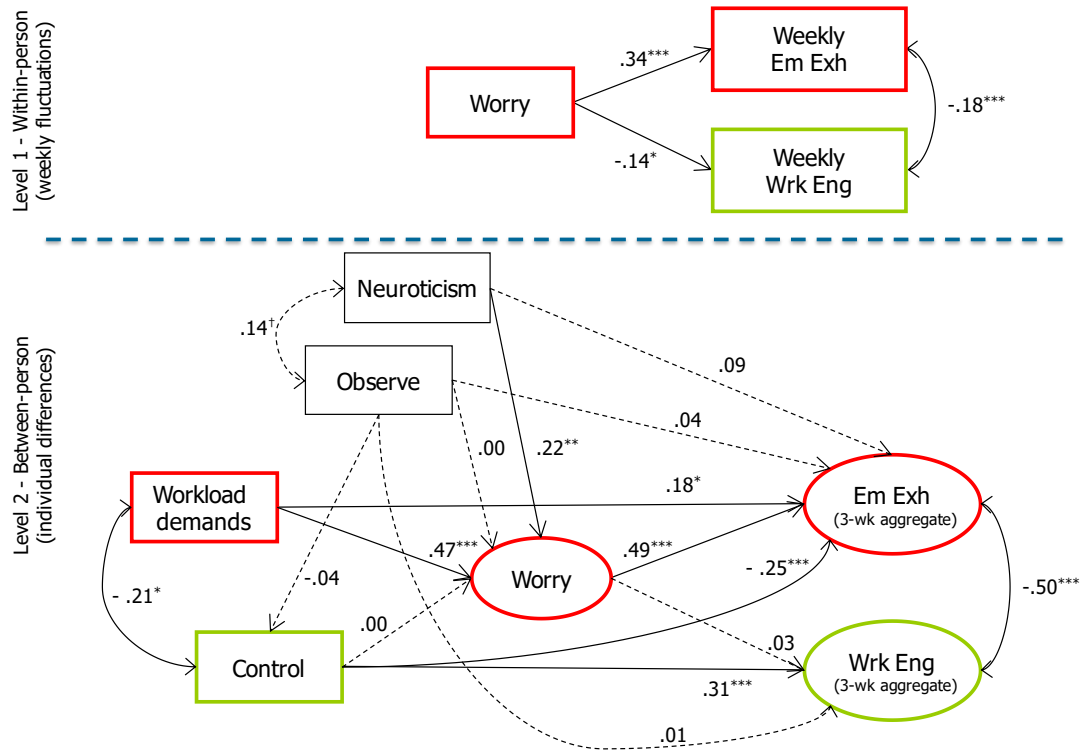 Level 1 - Within-person
(weekly fluctuations)
Worry
.34***
-.14*
Weekly
Em Exh
Weekly
Wrk Eng
-.18***
Level 2 - Between-person
(individual differences)
Neuroticism
.14†
Observe
.09
.04
.00
.22**
Workload
demands
.18*
Em Exh
(3-wk aggregate)
.47***
.49***
Worry
- .25***
-.50***
- .21*
-.04
.00
Control
.03
.31***
Wrk Eng
(3-wk aggregate)
.01